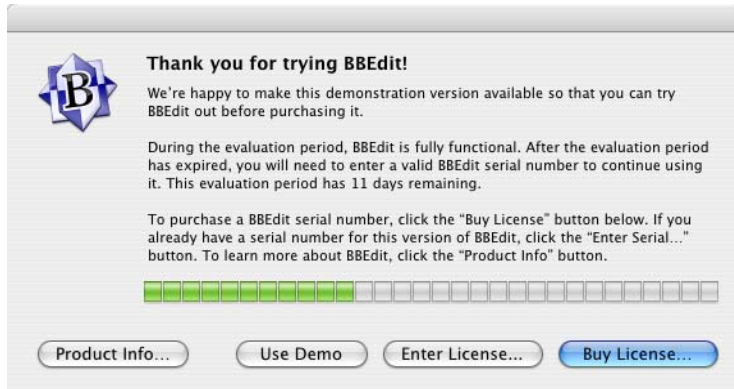 B
Thank you for trying BBEdit!
We're happy to make this demonstration version available so that you can try
BBEdit out before purchasing it.
During the evaluation period, BBEdit is fully functional. After the evaluation period
has expired, you will need to enter a valid BBEdit serial number to continue using
it. This evaluation period has 11 days remaining.
To purchase a BBEdit serial number, click the “Buy License” button below. If you
already have a serial number for this version of BBEdit, click the “Enter Serial...”
button. To learn more about BBEdit, click the “Product Info” button.
Product Info... Use Demo Enter License... Buy License...